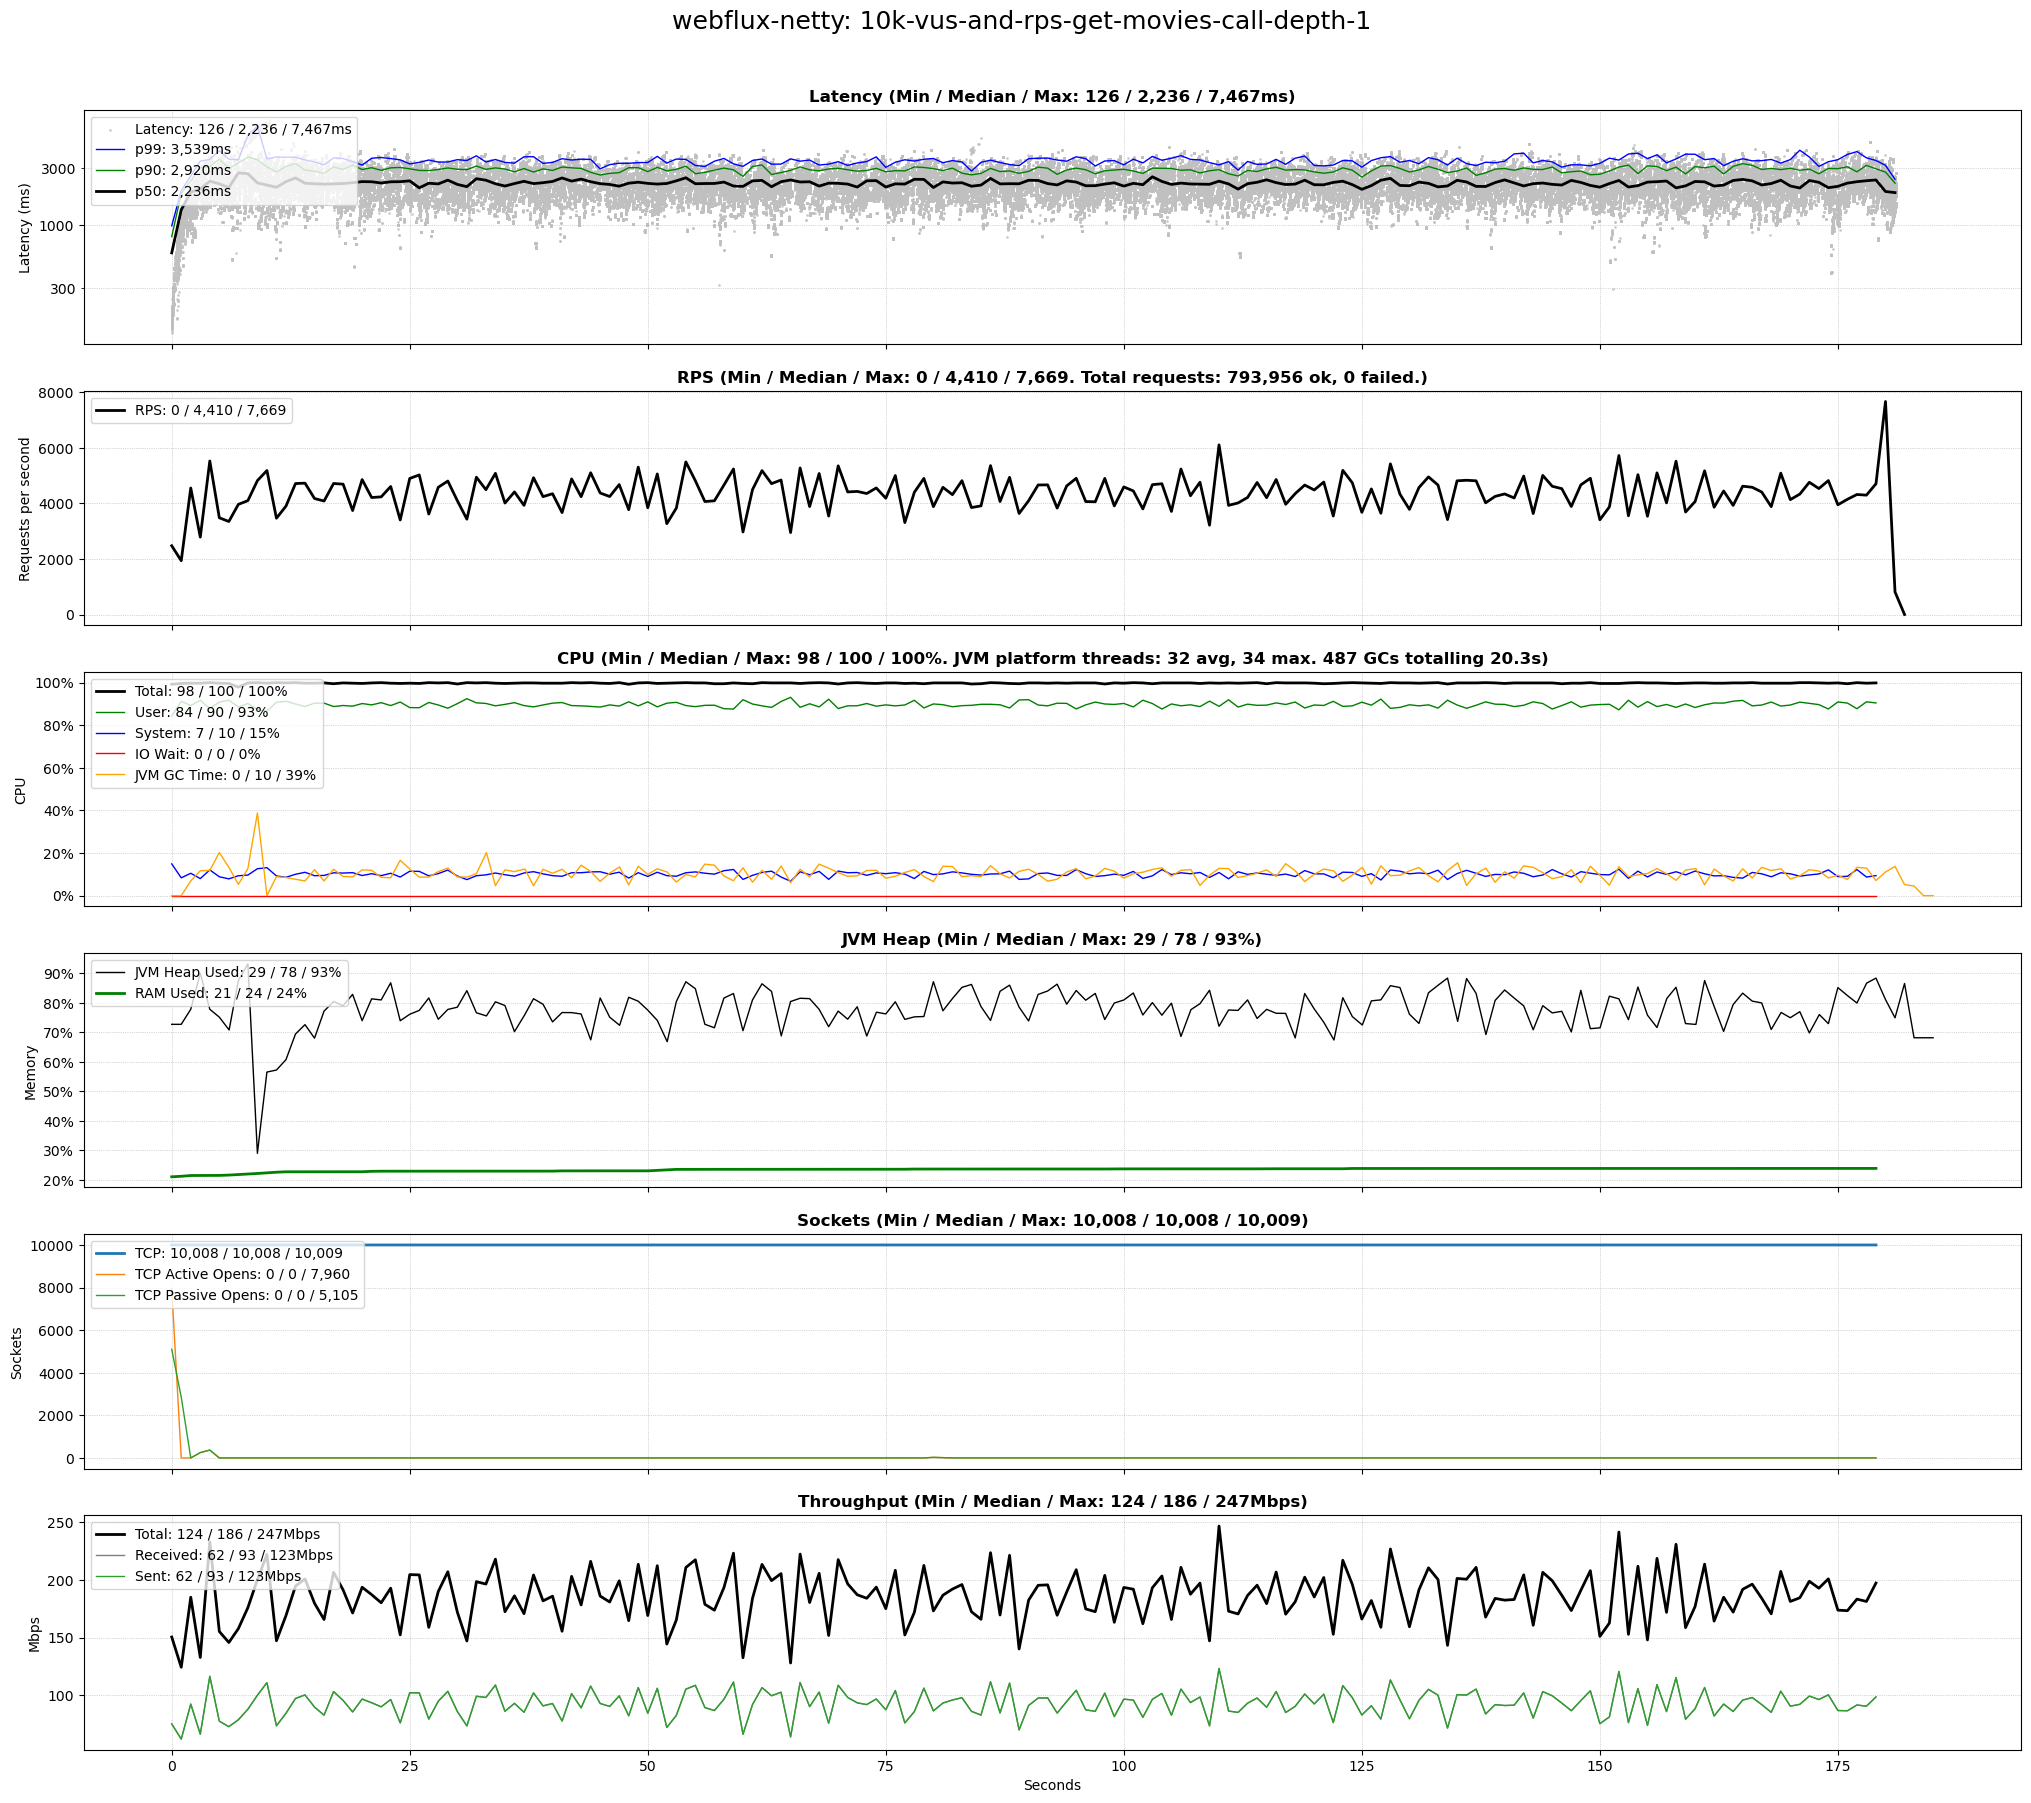 webflux-netty: 10k-vus-and-rps-get-movies-call-depth-1
Latency (Min / Median / Max: 126 / 2,236 / 7,467ms)
Latency: 126 / 2,236 / 7,467ms
p99: 3,539ms
p90: 2,920ms
p50: 2,236ms
Latency (ms)
3000
1000
300
RPS (Min / Median / Max: 0 / 4,410 / 7,669. Total requests: 793,956 ok, 0 failed.)
RPS: 0 / 4,410 / 7,669
Requests per second
8000
6000
4000
2000
0
CPU (Min / Median / Max: 98 / 100 / 100%. JVM platform threads: 32 avg, 34 max. 487 GCs totalling 20.3s)
Total: 98 / 100 / 100%
User: 84 / 90 / 93%
System: 7 / 10 / 15%
IO Wait: 0 / 0 / 0%
JVM GC Time: 0 / 10 / 39%
CPU
100%
80%
60%
40%
20%
0%
JVM Heap (Min / Median / Max: 29 / 78 / 93%)
JVM Heap Used: 29 / 78 / 93%
RAM Used: 21 / 24 / 24%
Memory
90%
80%
70%
60%
50%
40%
30%
20%
Sockets (Min / Median / Max: 10,008 / 10,008 / 10,009)
TCP: 10,008 / 10,008 / 10,009
TCP Active Opens: 0 / 0 / 7,960
TCP Passive Opens: 0 / 0 / 5,105
Sockets
10000
8000
6000
4000
2000
0
Throughput (Min / Median / Max: 124 / 186 / 247Mbps)
Total: 124 / 186 / 247Mbps
Received: 62 / 93 / 123Mbps
Sent: 62 / 93 / 123Mbps
Mbps
250
200
150
100
0 25 50 75 100 125 150 175
Seconds